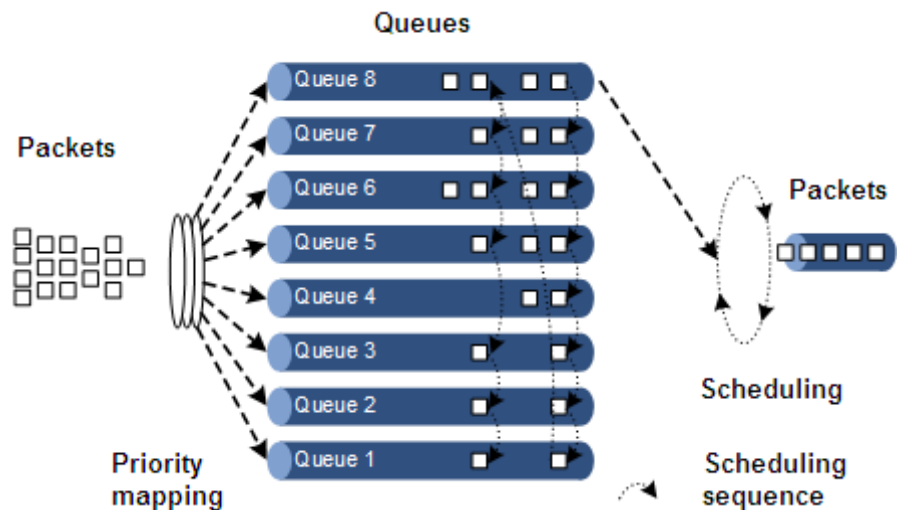 Queues
Packets
Queue 8
Queue 7
Queue 6
Queue 5
Queue 4
Queue 3
Queue 2
Queue 1
Priority
mapping
Packets
Scheduling
Scheduling
sequence